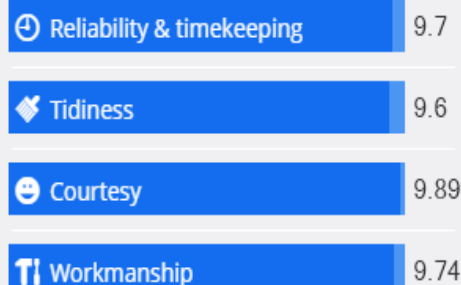 Reliability & timekeeping 9.7
Tidiness 9.6
Courtesy 9.89
Workmanship 9.74